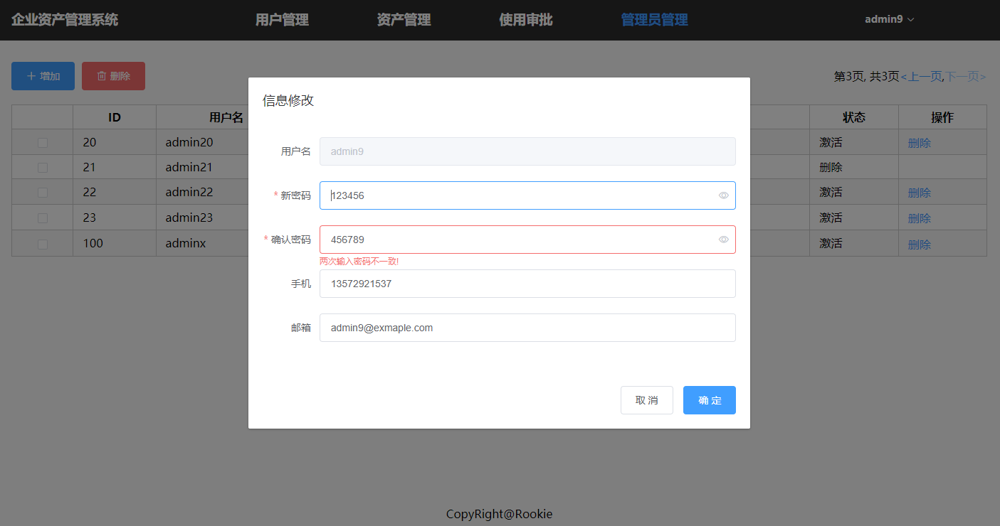 企业资产管理系统 用户管理 资产管理 使用审批 管理员管理 admin9
增加 删除 第3页, 共3页<上一页,下一页>
信息修改
ID 用户名 状态 操作
20 admin20 激活 删除
用户名 admin9
21 admin21 删除
22 admin22 激活 删除
* 新密码 123456
23 admin23 激活 删除
100 adminx 激活 删除
* 确认密码 456789
两次输入密码不一致!
手机 13572921537
邮箱 admin9@exmaple.com
取 消 确 定
CopyRight@Rookie